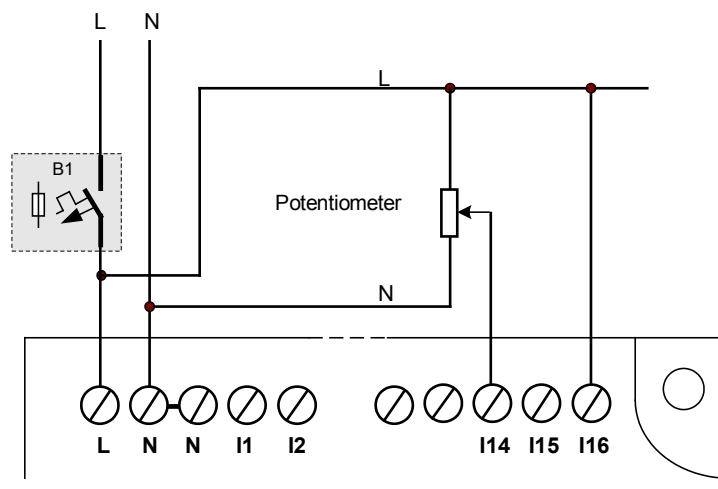 L N
L
B1
Potentiometer
N
L N N I1 I2 I14 I15 I16